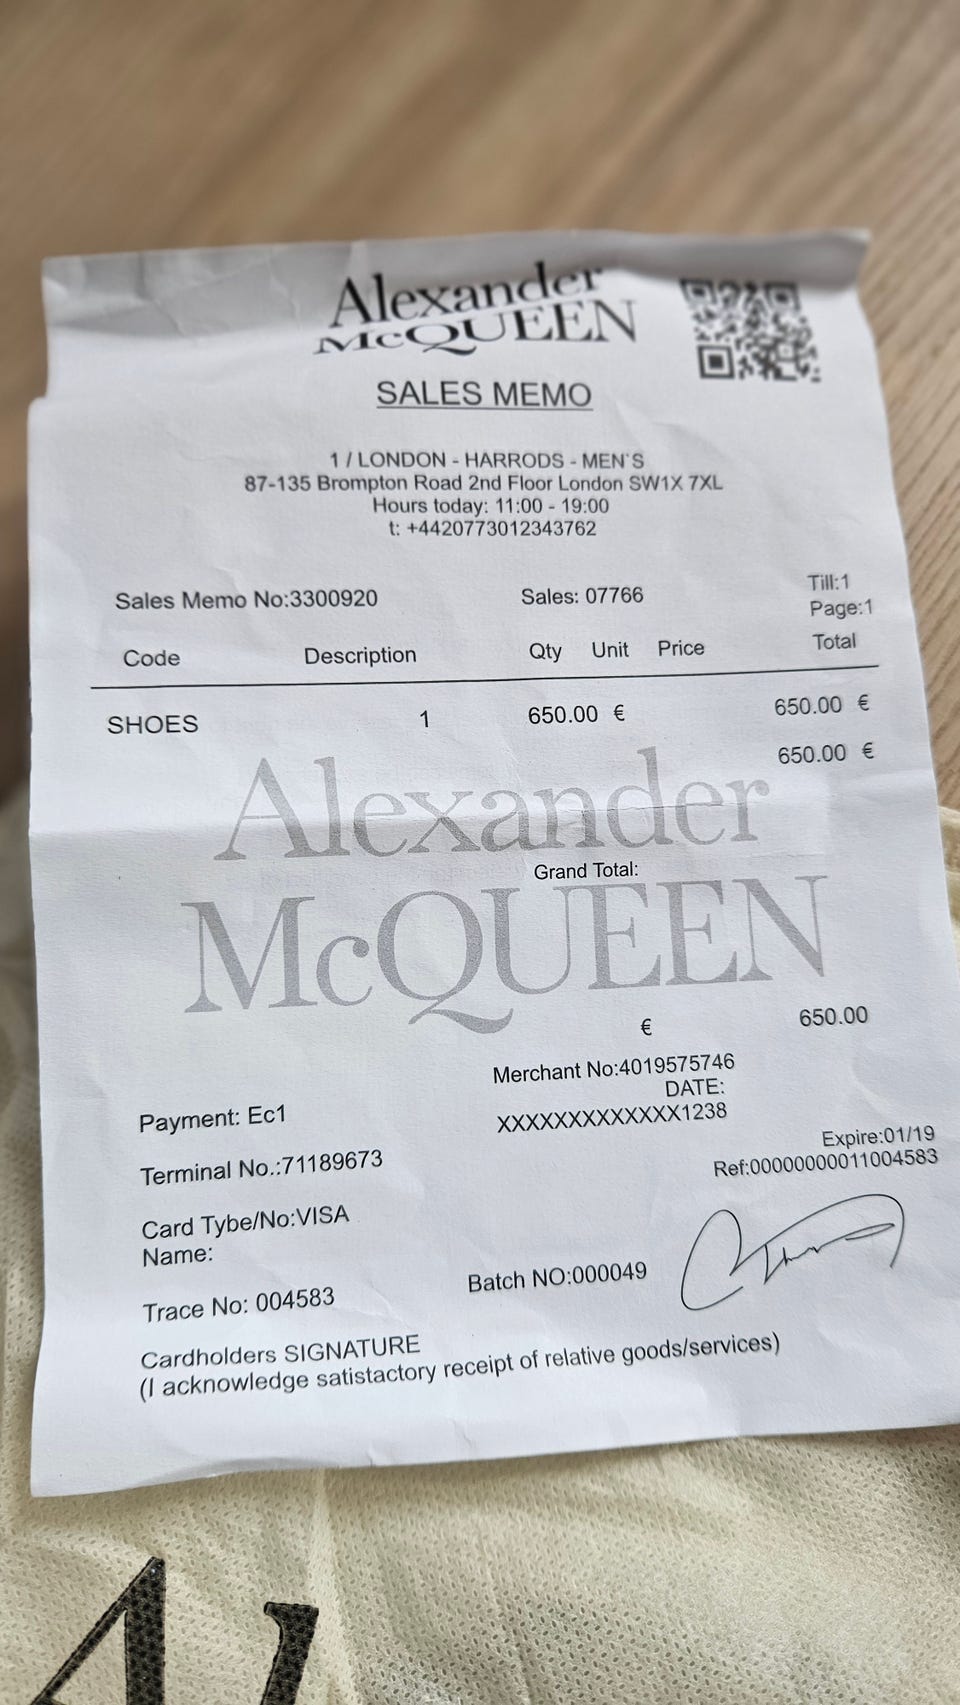 Alexander
McQUEEN
SALES MEMO
1 / LONDON - HARRODS - MEN`S
87-135 Brompton Road 2nd Floor London SW1X 7XL
Hours today: 11:00 - 19:00
t: +4420773012343762
Sales Memo No:3300920 Sales: 07766 Till:1
Page:1
Code Description Qty Unit Price Total
SHOES 1 650.00 € 650.00 €
650.00 €
Alexander
Grand Total:
McQUEEN
€ 650.00
Merchant No:4019575746
DATE:
Payment: Ec1 XXXXXXXXXXXXX1238
Expire:01/19
Terminal No.:71189673 Ref:00000000011004583
Card Tybe/No:VISA
Name:
Batch NO:000049
Trace No: 004583
Cardholders SIGNATURE
(I acknowledge satistactory receipt of relative goods/services)